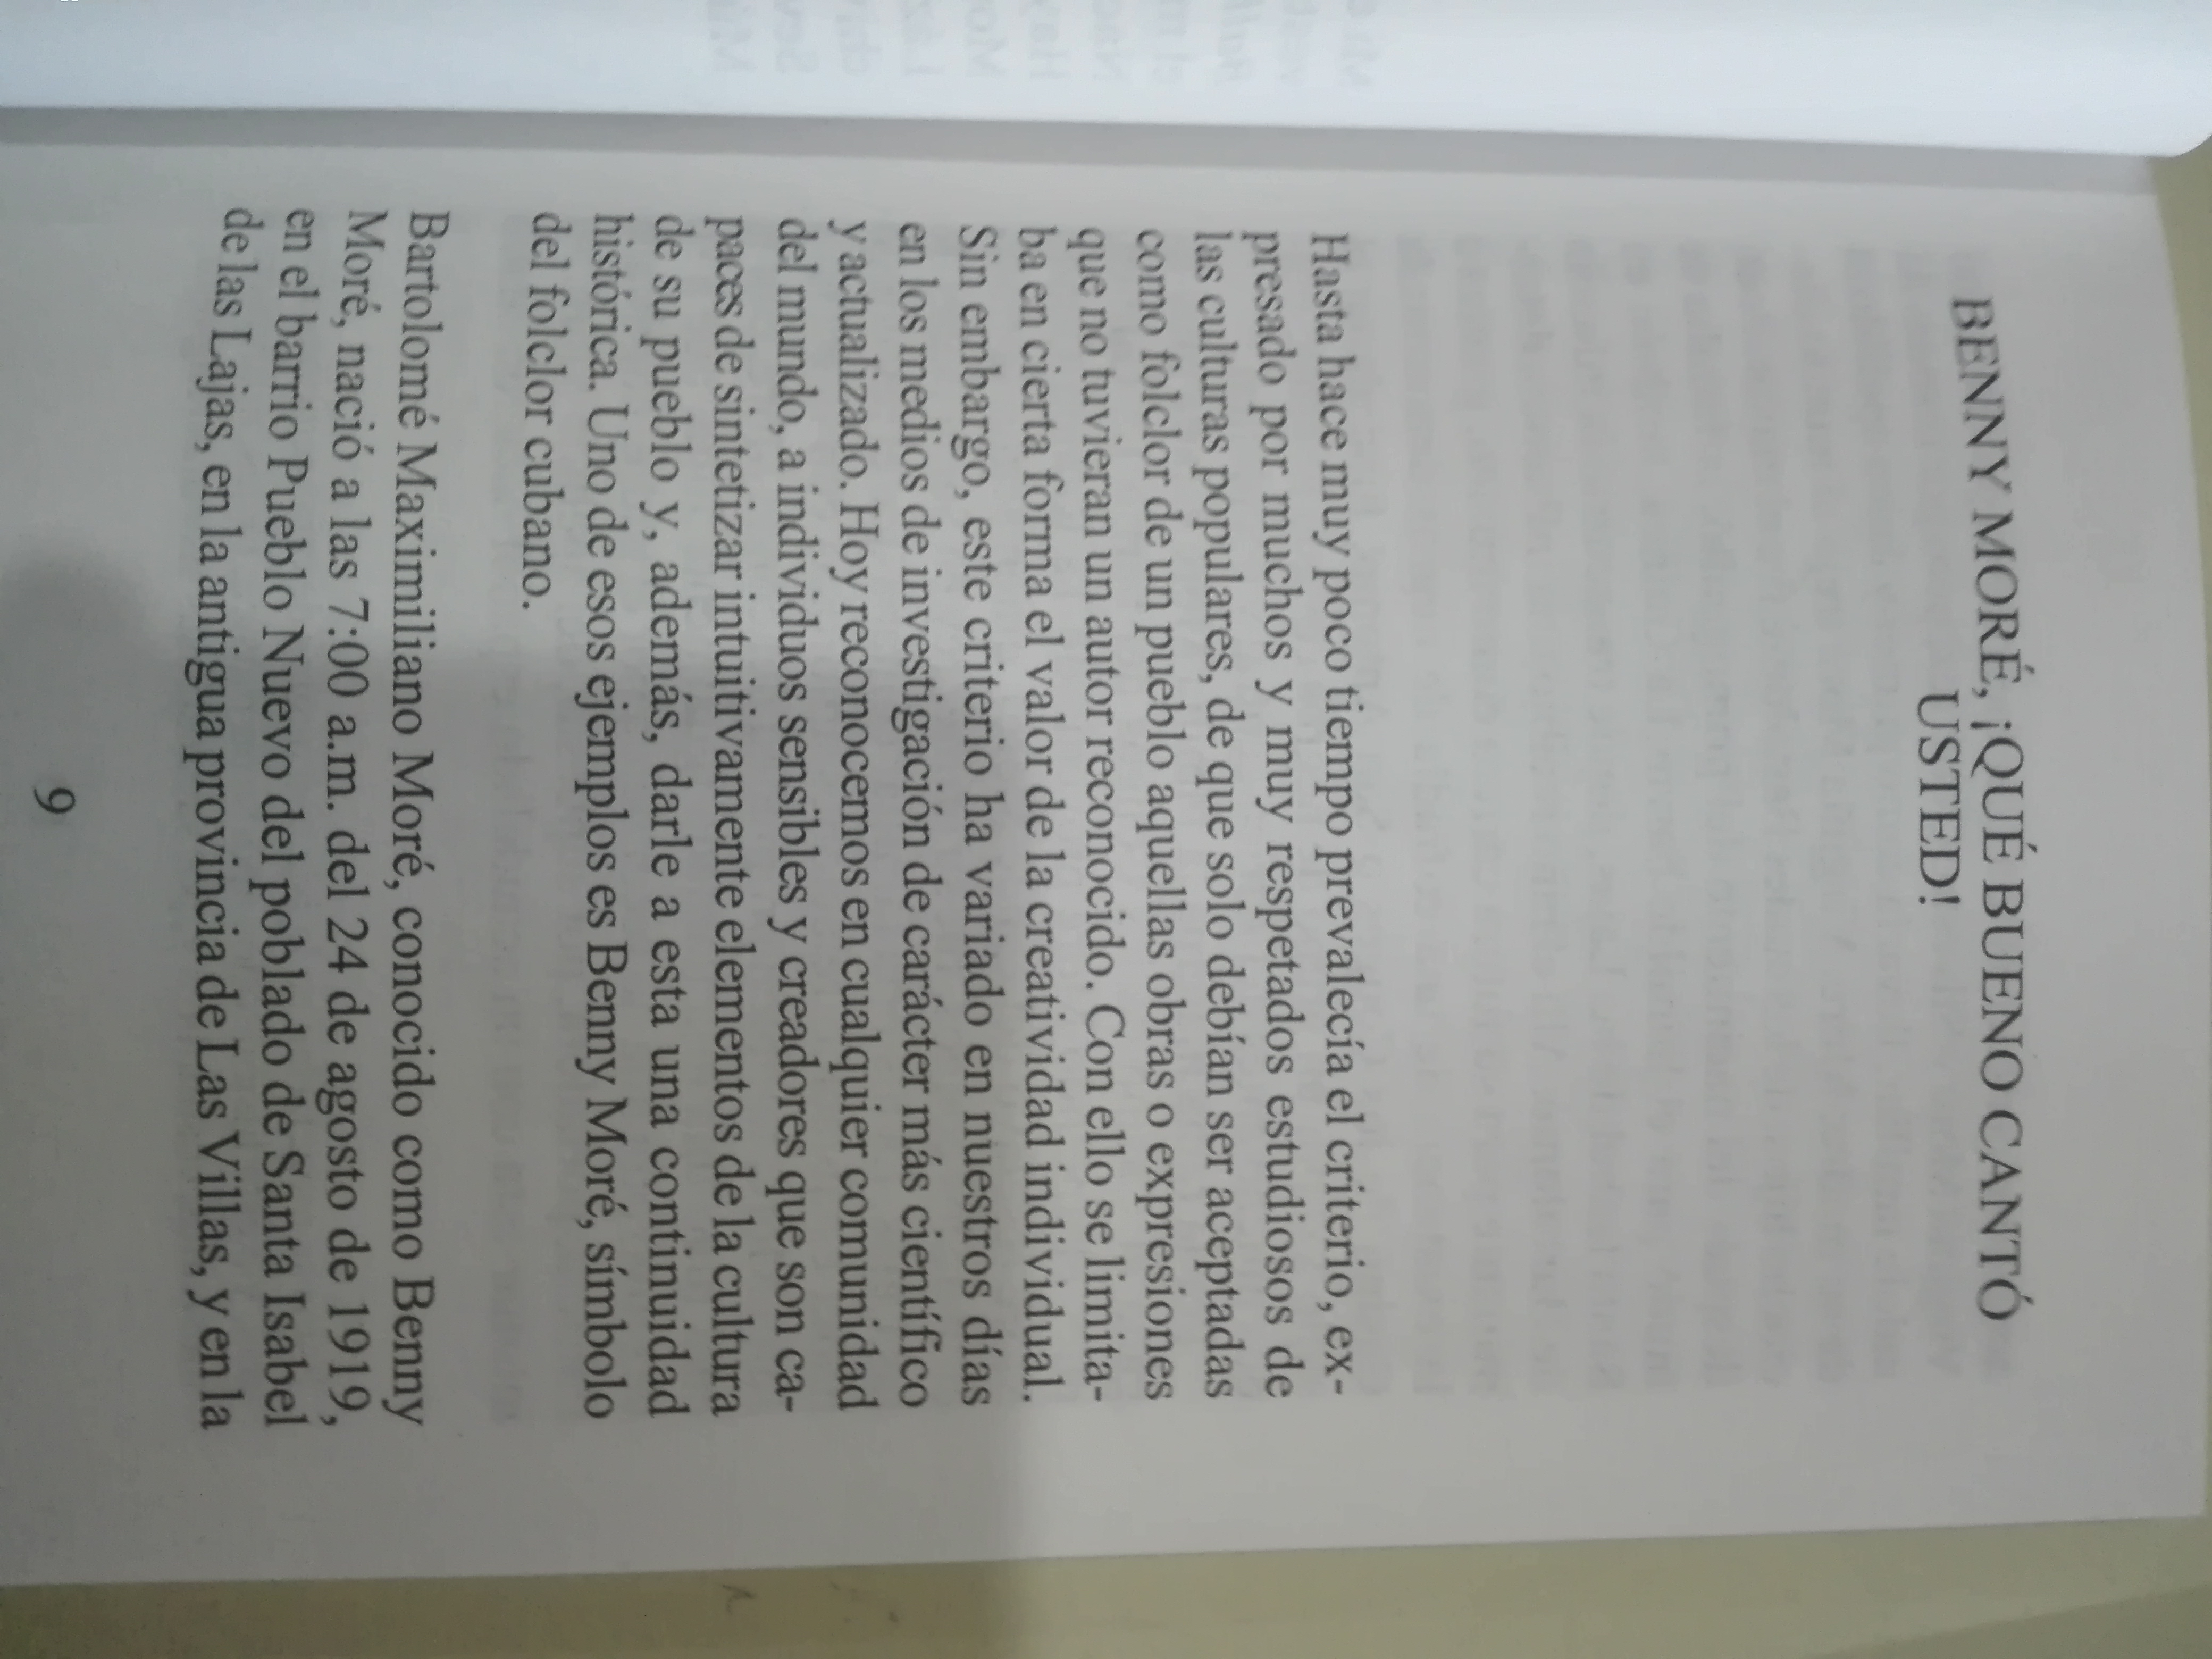 BENNY MORÉ, ¡QUÉ BUENO CANTÓ
USTED!
Hasta hace muy poco tiempo prevalecía el criterio, ex-
presado por muchos y muy respetados estudiosos de
las culturas populares, de que solo debían ser aceptadas
como folclor de un pueblo aquellas obras o expresiones
que no tuvieran un autor reconocido. Con ello se limita-
ba en cierta forma el valor de la creatividad individual.
Sin embargo, este criterio ha variado en nuestros días
en los medios de investigación de carácter más científico
y actualizado. Hoy reconocemos en cualquier comunidad
del mundo, a individuos sensibles y creadores que son ca-
paces de sintetizar intuitivamente elementos de la cultura
de su pueblo y, además, darle a esta una continuidad
histórica. Uno de esos ejemplos es Benny Moré, símbolo
del folclor cubano.
Bartolomé Maximiliano Moré, conocido como Benny
Moré, nació a las 7:00 a.m. del 24 de agosto de 1919,
en el barrio Pueblo Nuevo del poblado de Santa Isabel
de las Lajas, en la antigua provincia de Las Villas, y en la
9